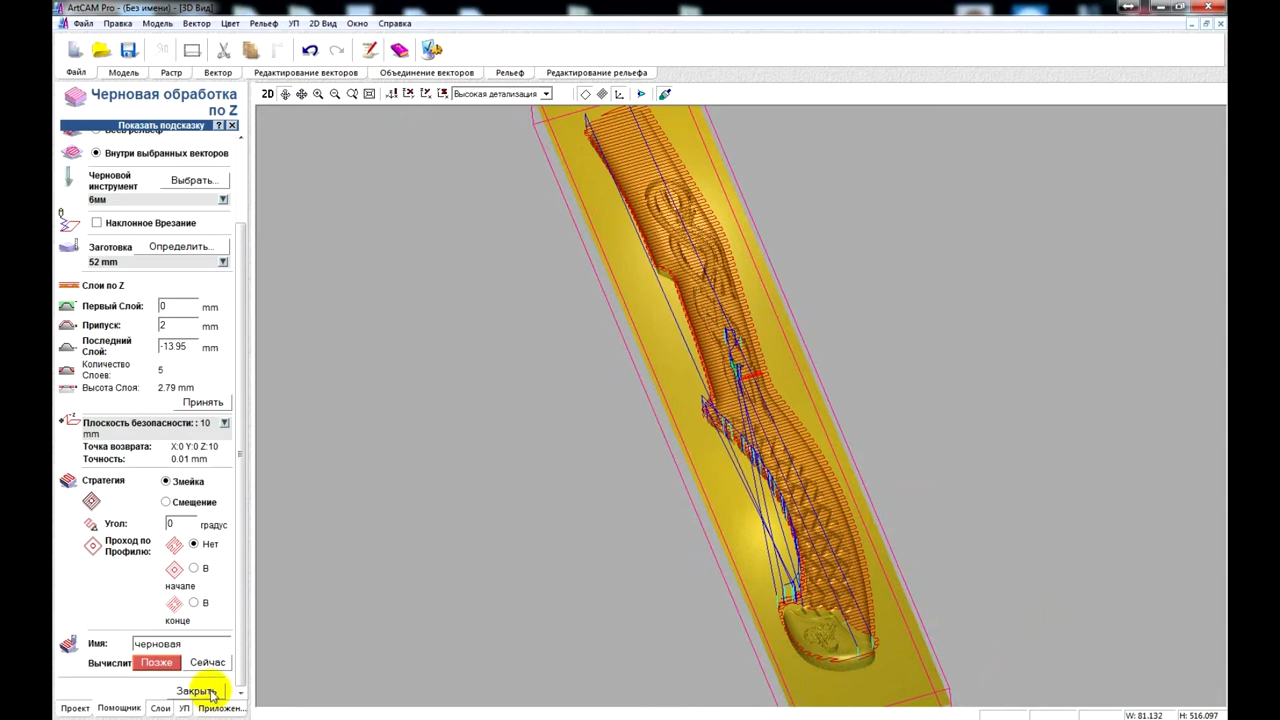 ArtCAM Pro - (Без имени) - [3D Вид]
Файл Правка Модель Вектор Цвет Рельеф УП 2D Вид Окно Справка
Файл Модель Растр Вектор Редактирование векторов Объединение векторов Рельеф Редактирование рельефа
Черновая обработка
по Z
2D Высокая детализация
Показать подсказку ? X
Внутри выбранных векторов
Черновой
инструмент
Выбрать...
6мм
Наклонное Врезание
Заготовка Определить...
52 mm
Слои по Z
Первый Слой: 0 mm
Припуск: 2 mm
Последний
Слой:
-13.95 mm
Количество
Слоев:
5
Высота Слоя: 2.79 mm
Принять
Плоскость безопасности: : 10
mm
Точка возврата: X:0 Y:0 Z:10
Точность: 0.01 mm
Стратегия Змейка
Смещение
Угол: 0 градус
Проход по
Профилю:
Нет
В
начале
В
конце
Имя: черновая
Вычислит Позже Сейчас
Закрыть
Проект Помощник Слои УП Приложен...
W: 81.132 H: 516.097